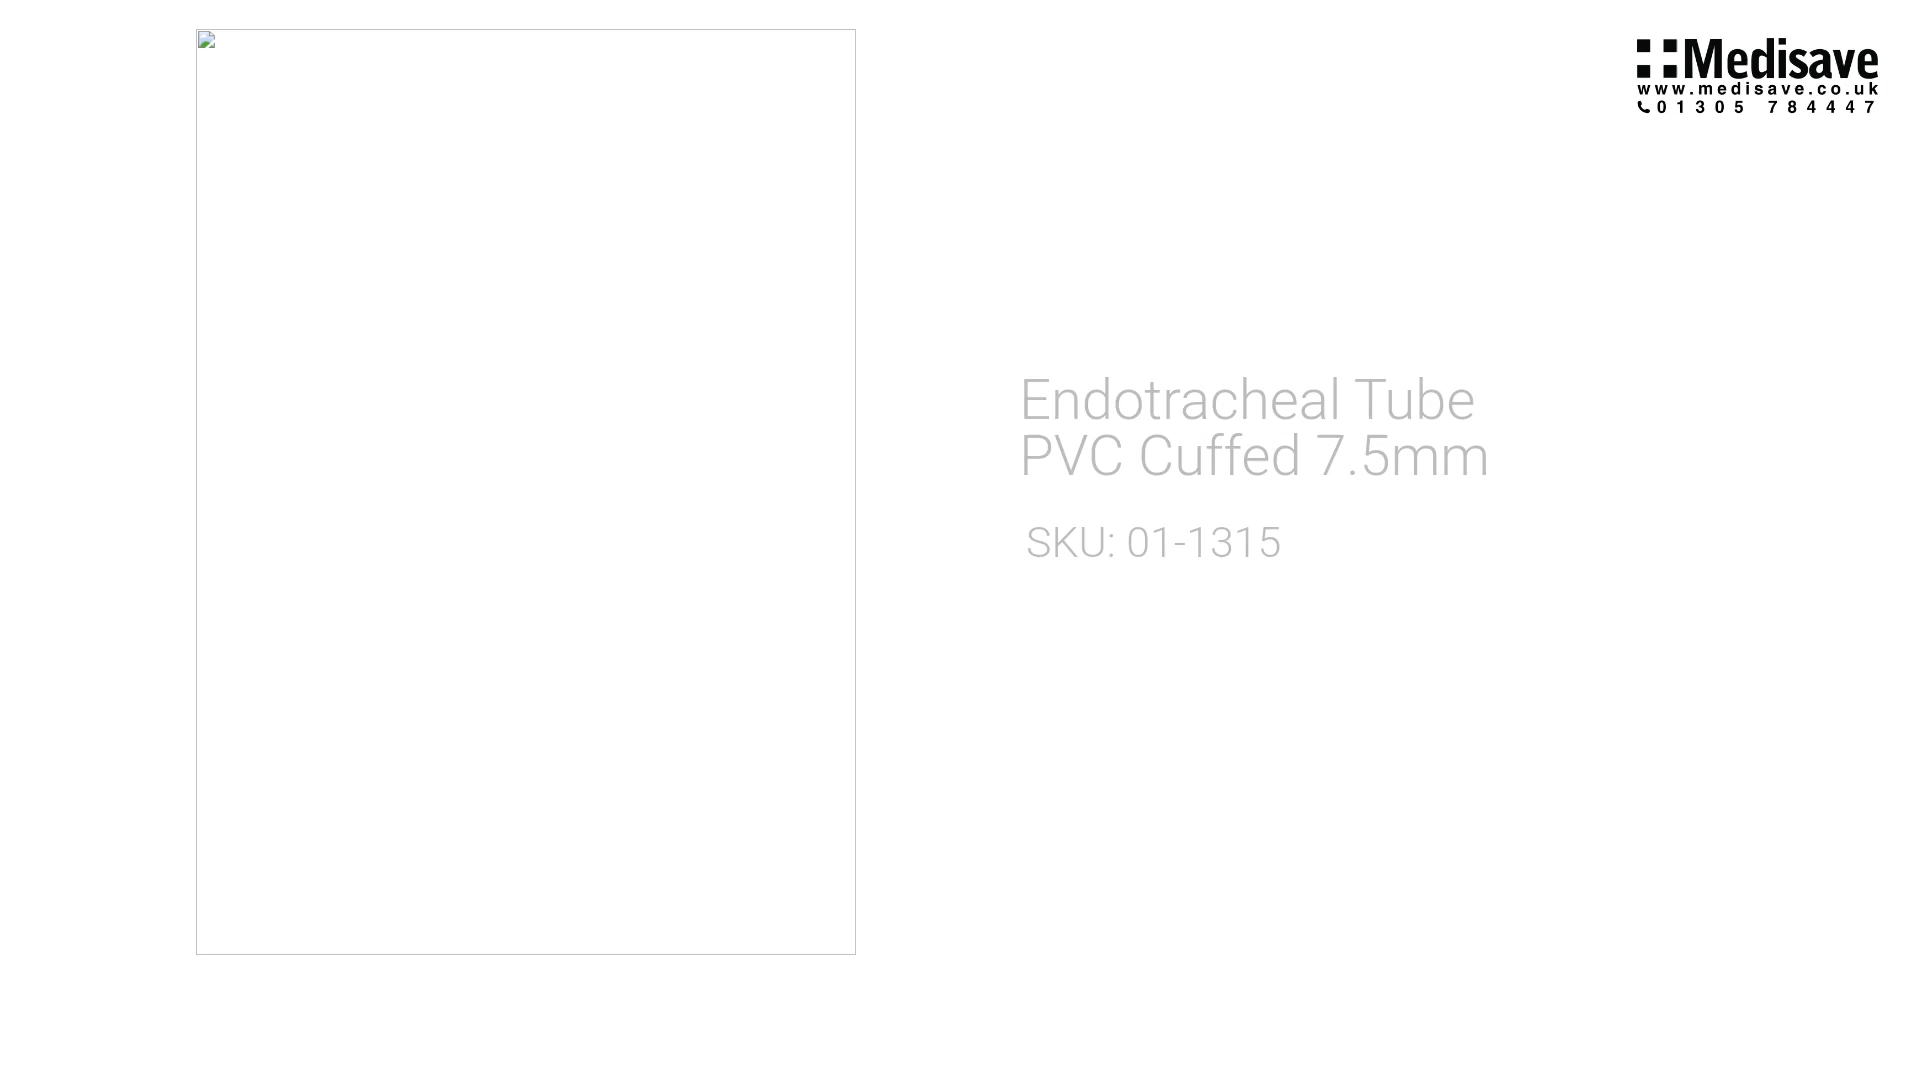 Medisave
www.medisave.co.uk
01305 784447
Endotracheal Tube
PVC Cuffed 7.5mm
SKU: 01-1315